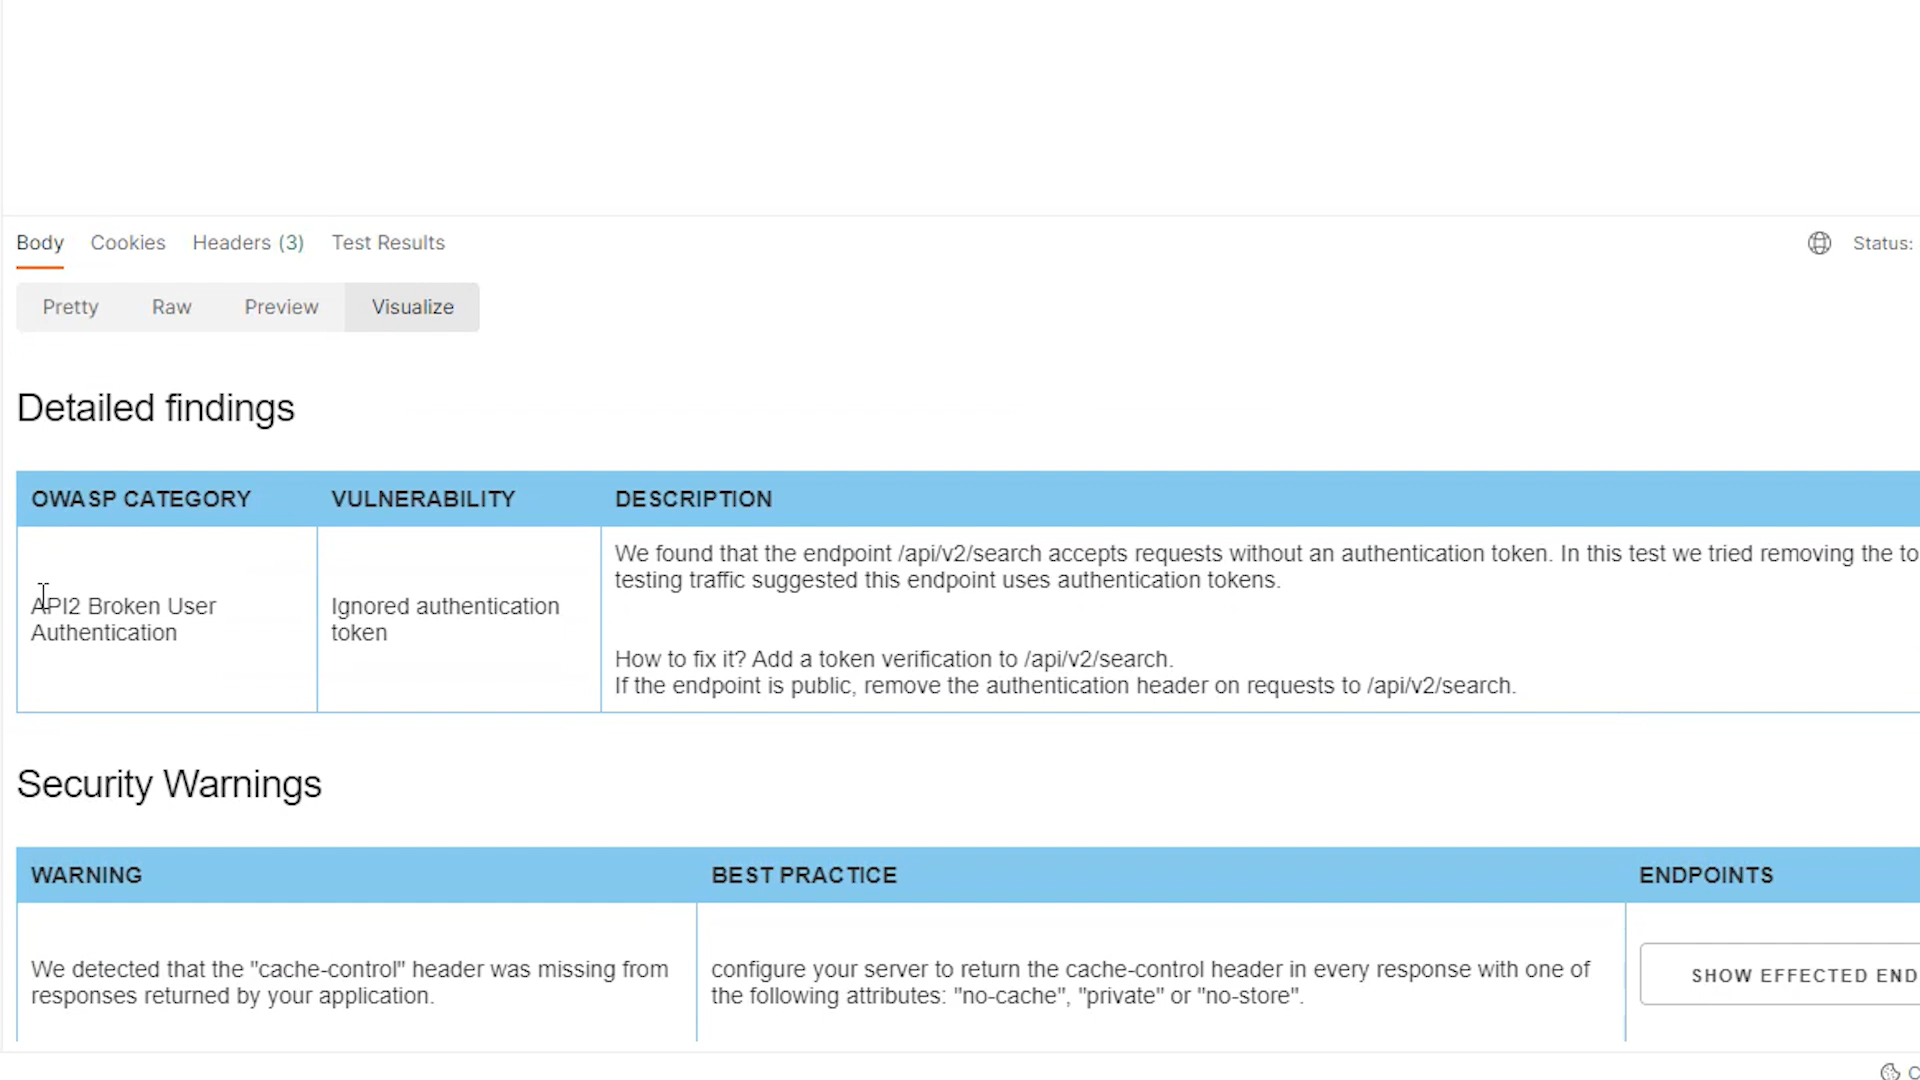 Body Cookies Headers (3) Test Results Status:
Pretty Raw Preview Visualize
Detailed findings
OWASP CATEGORY VULNERABILITY DESCRIPTION
We found that the endpoint /api/v2/search accepts requests without an authentication token. In this test we tried removing the to
testing traffic suggested this endpoint uses authentication tokens.
API2 Broken User
Authentication
Ignored authentication
token
How to fix it? Add a token verification to /api/v2/search.
If the endpoint is public, remove the authentication header on requests to /api/v2/search.
Security Warnings
WARNING BEST PRACTICE ENDPOINTS
We detected that the "cache-control" header was missing from
responses returned by your application.
configure your server to return the cache-control header in every response with one of
the following attributes: "no-cache", "private" or "no-store".
SHOW EFFECTED END